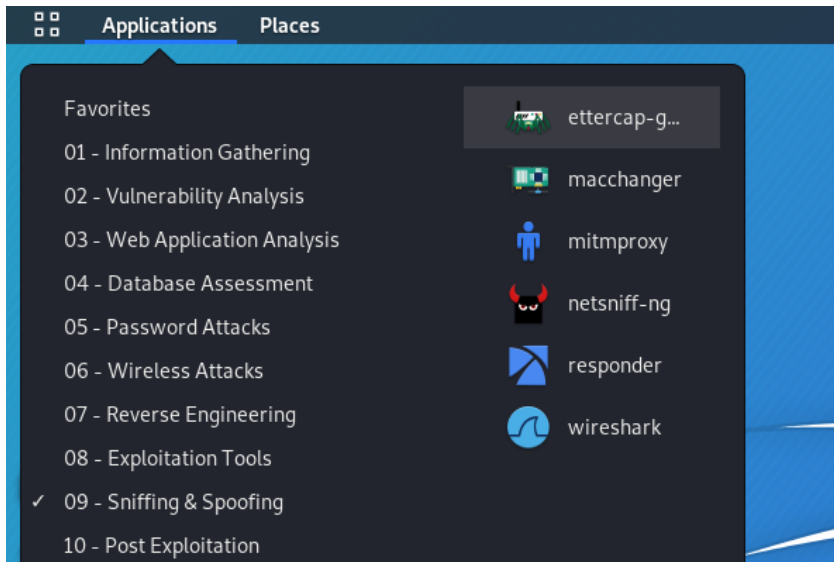 Applications Places
Favorites
01 - Information Gathering
02 - Vulnerability Analysis
03 - Web Application Analysis
04 - Database Assessment
05 - Password Attacks
06 - Wireless Attacks
07 - Reverse Engineering
08 - Exploitation Tools
✓ 09 - Sniffing & Spoofing
10 - Post Exploitation
ettercap-g...
macchanger
mitmproxy
netsniff-ng
responder
wireshark